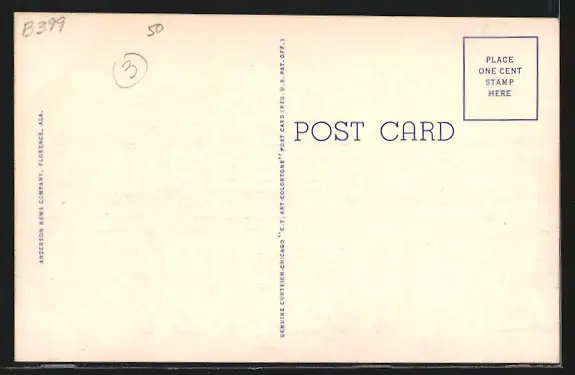 B399
50
3
PLACE
ONE CENT
STAMP
HERE
POST CARD
ANDERSON NEWS COMPANY, FLORENCE, ALA.
GENUINE CURTEICH-CHICAGO "C.T. ART-COLORTONE" POST CARD (REG. U.S. PAT. OFF.)